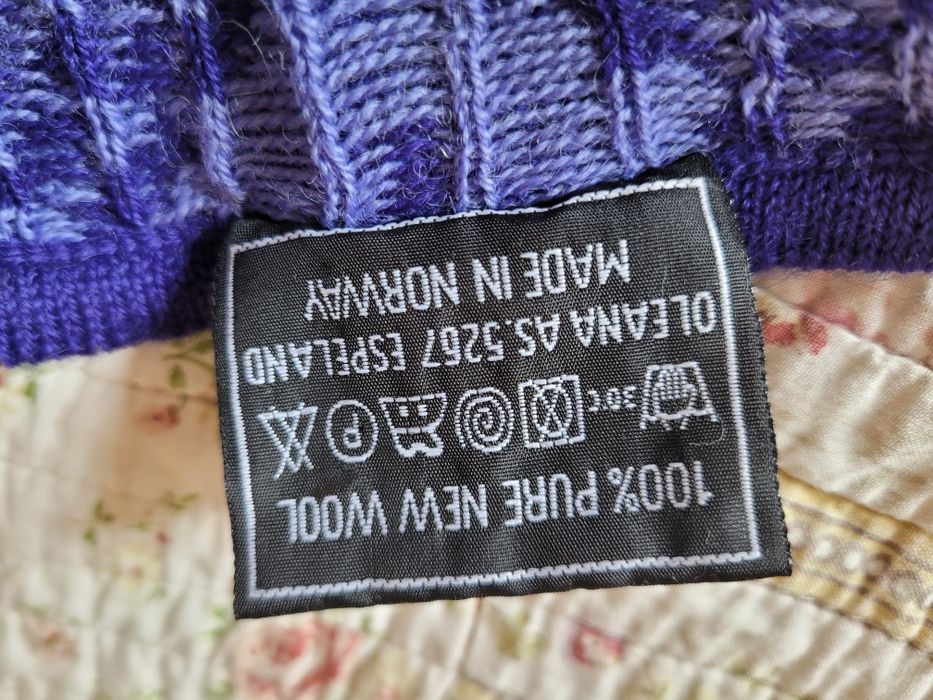 100% PURE NEW WOOL
30°C P
OLEANA AS.5267 ESPELAND
MADE IN NORWAY